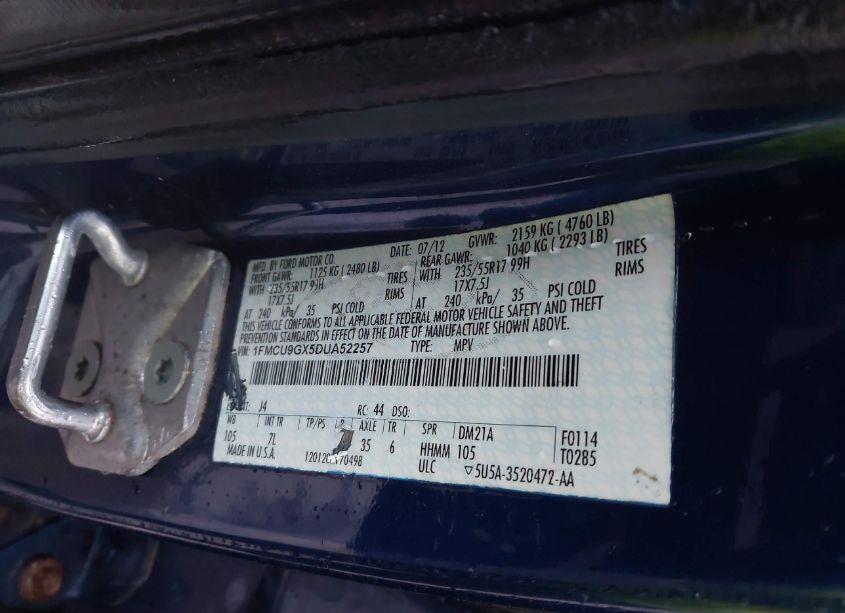 MFD. BY FORD MOTOR CO. DATE: 07/12 GVWR: 2159 KG ( 4760 LB)
FRONT GAWR: 1125 KG ( 2480 LB) REAR GAWR: 1040 KG ( 2293 LB)
WITH 235/55R17 99H TIRES WITH 235/55R17 99H TIRES
17X7.5J RIMS 17X7.5J RIMS
AT 240 kPa/ 35 PSI COLD AT 240 kPa/ 35 PSI COLD
THIS VEHICLE CONFORMS TO ALL APPLICABLE FEDERAL MOTOR VEHICLE SAFETY AND THEFT
PREVENTION STANDARDS IN EFFECT ON THE DATE OF MANUFACTURE SHOWN ABOVE.
VIN: 1FMCU9GX5DUA52257 TYPE: MPV
J4 RC: 44 DSO:
WB INT TR TP/PS AXLE TR SPR DM21A F0114
105 7L 35 6 HHMM 105 T0285
MADE IN U.S.A. ULC ▽5U5A-3520472-AA